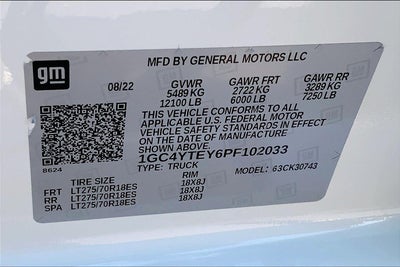 gm
MFD BY GENERAL MOTORS LLC
08/22 GVWR GAWR FRT GAWR RR
5489 KG 2722 KG 3289 KG
12100 LB 6000 LB 7250 LB
THIS VEHICLE CONFORMS TO ALL
APPLICABLE U.S. FEDERAL MOTOR
VEHICLE SAFETY STANDARDS IN EFFECT
ON THE DATE OF MANUFACTURE
SHOWN ABOVE.
1GC4YTEY6PF102033
8624 TYPE: TRUCK MODEL: 63CK30743
TIRE SIZE RIM
FRT LT275/70R18ES 18X8J
RR LT275/70R18ES 18X8J
SPA LT275/70R18ES 18X8J